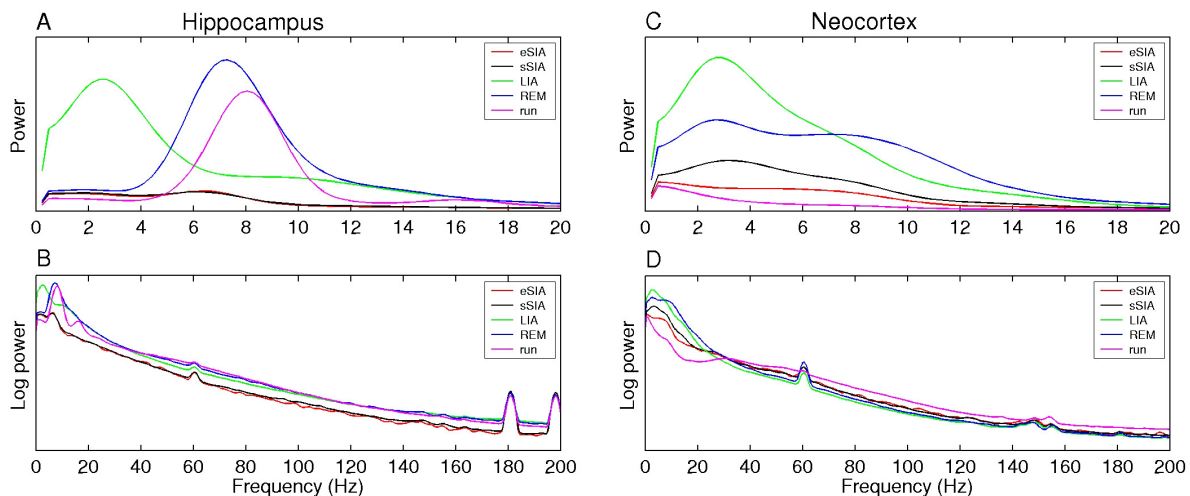 A Hippocampus
Power
eSIA
sSIA
LIA
REM
run
0 2 4 6 8 10 12 14 16 18 20
C Neocortex
Power
eSIA
sSIA
LIA
REM
run
0 2 4 6 8 10 12 14 16 18 20
B
Log power
eSIA
sSIA
LIA
REM
run
0 20 40 60 80 100 120 140 160 180 200
Frequency (Hz)
D
Log power
eSIA
sSIA
LIA
REM
run
0 20 40 60 80 100 120 140 160 180 200
Frequency (Hz)